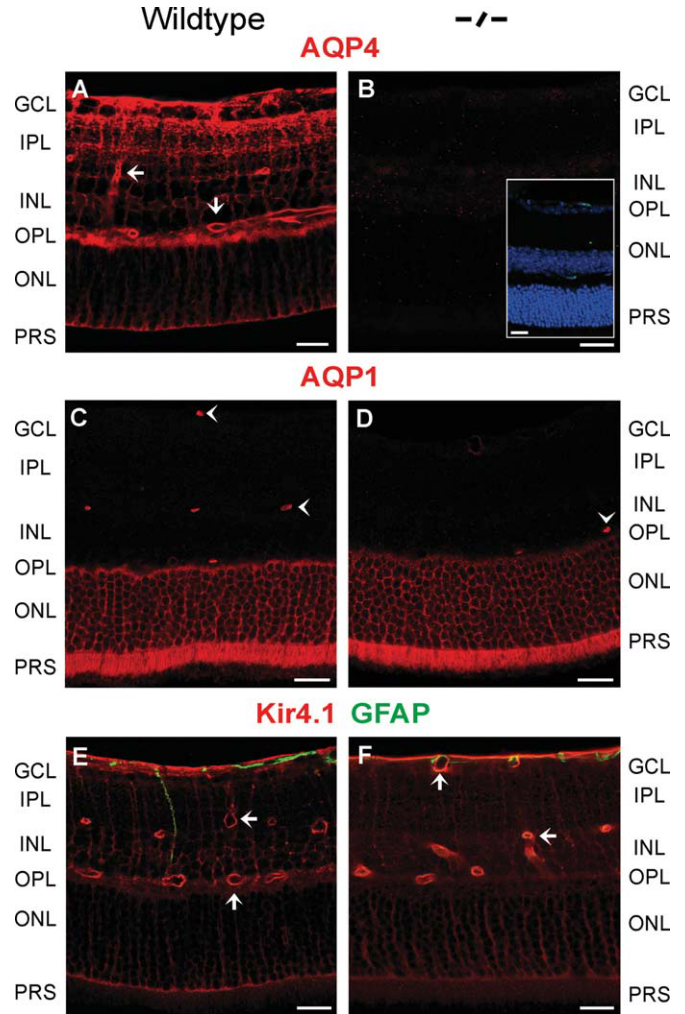 Wildtype -/-
AQP4
A B
GCL GCL
IPL IPL
INL INL
OPL OPL
ONL ONL
PRS PRS
AQP1
C D
GCL GCL
IPL IPL
INL INL
OPL OPL
ONL ONL
PRS PRS
Kir4.1 GFAP
E F
GCL GCL
IPL IPL
INL INL
OPL OPL
ONL ONL
PRS PRS